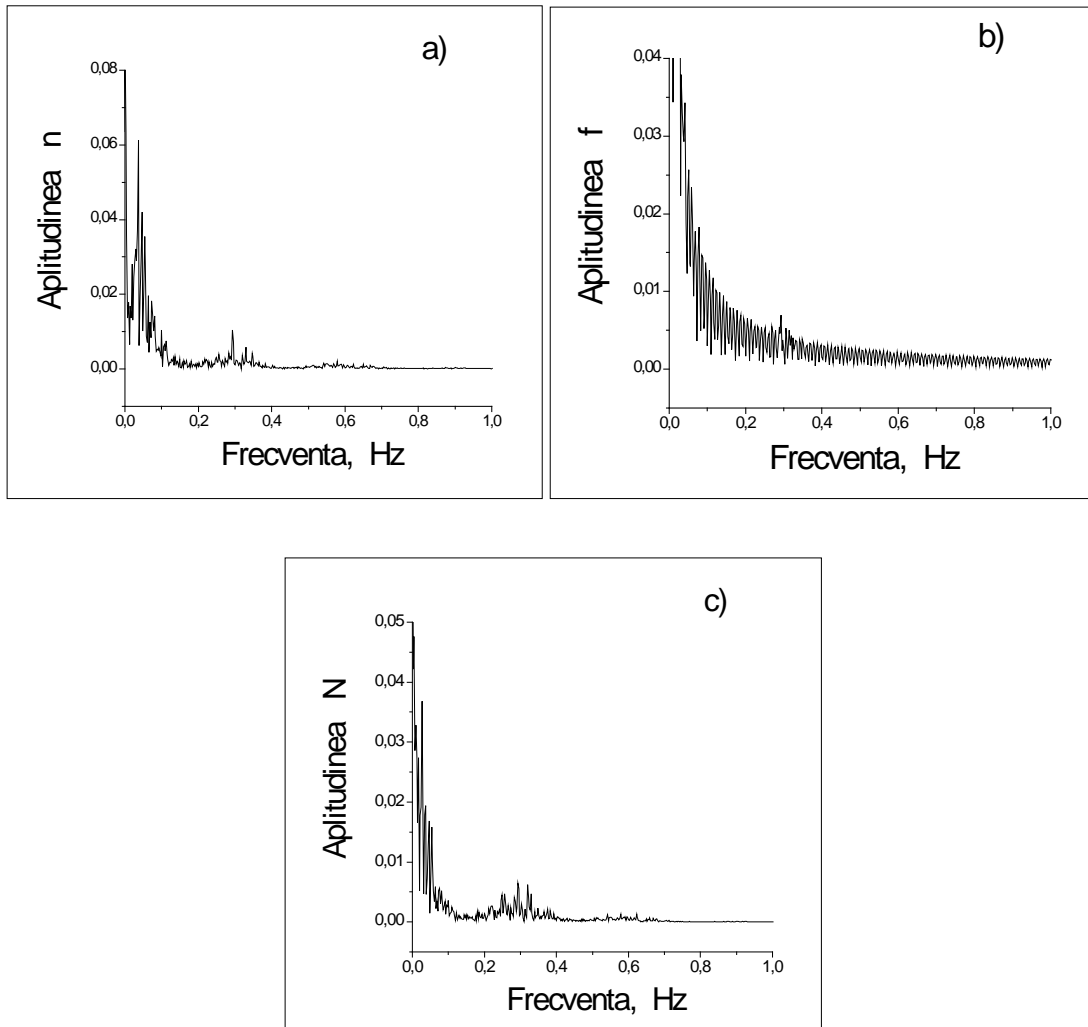 a)
Aplitudinea n
0,08
0,06
0,04
0,02
0,00
0,0 0,2 0,4 0,6 0,8 1,0
Frecventa, Hz
b)
Aplitudinea f
0,04
0,03
0,02
0,01
0,00
0,0 0,2 0,4 0,6 0,8 1,0
Frecventa, Hz
c)
Aplitudinea N
0,05
0,04
0,03
0,02
0,01
0,00
0,0 0,2 0,4 0,6 0,8 1,0
Frecventa, Hz